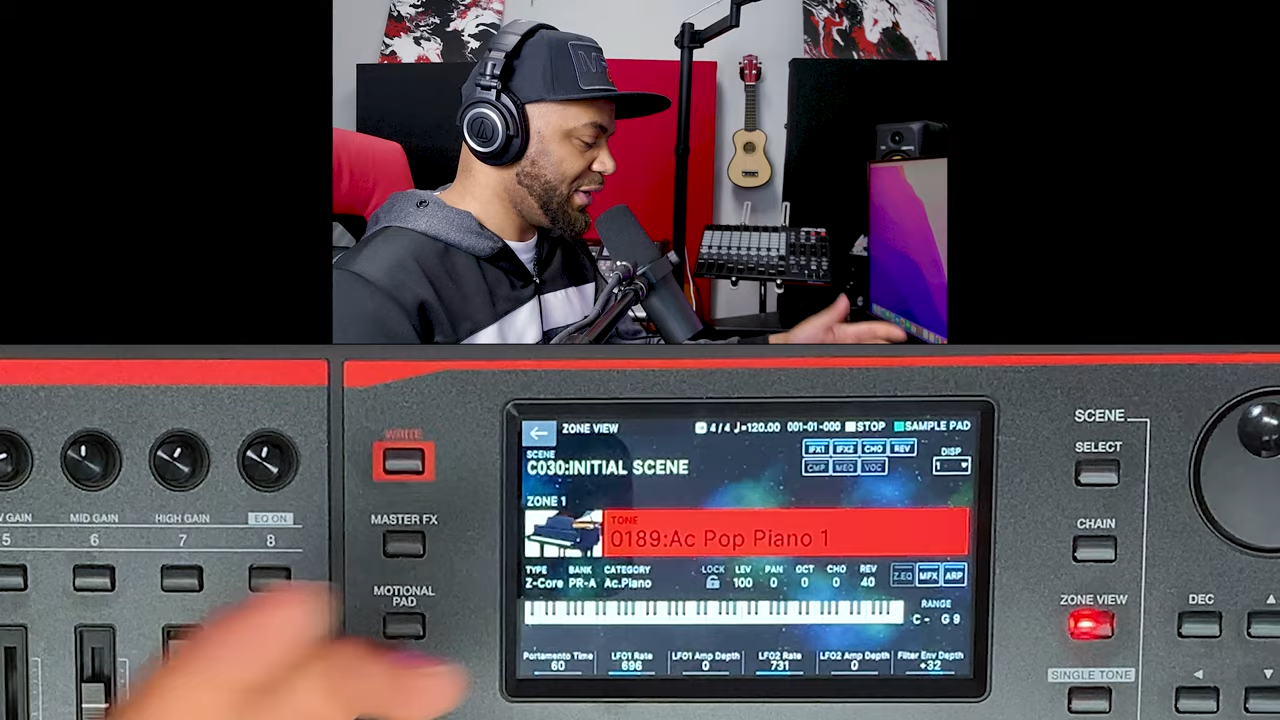 WRITE
MASTER FX
MOTIONAL
PAD
MID GAIN
HIGH GAIN
EQ ON
5 6 7 8
ZONE VIEW
4/4 ♩=120.00 001-01-000 STOP SAMPLE PAD
SCENE
C030:INITIAL SCENE
IFX1 IFX2 CHO REV
CMP MEQ VOC
DISP
1
ZONE 1
TONE
0189:Ac Pop Piano 1
TYPE BANK CATEGORY LOCK LEV PAN OCT CHO REV
Z-Core PR-A Ac.Piano 100 0 0 0 40
Z.EQ MFX ARP
RANGE
C - G 9
Portamento Time LFO1 Rate LFO1 Amp Depth LFO2 Rate LFO2 Amp Depth Filter Env Depth
60 696 0 731 0 +32
SCENE
SELECT
CHAIN
ZONE VIEW
SINGLE TONE
DEC